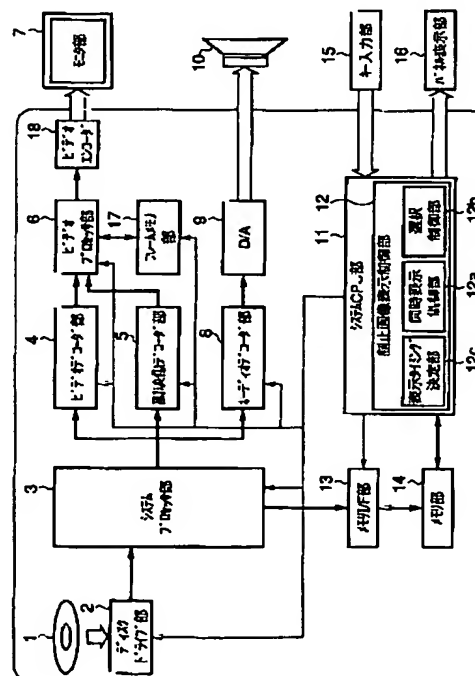 7
モニタ部
10
15
キー入力部
16
パネル表示部
18
ビデオ
エンコーダ
6
ビデオ
プロセッサ部
17
フレームメモリ
部
9
D/A
4
ビデオデコーダ部
5
デコーダ部
8
オーディオデコーダ部
3
システム
プロセッサ部
1
2
ディスク
ドライブ部
11
システムCPU部
12
静止画像表示制御部
12b
選択
制御部
12a
同時表示
制御部
12c
表示タイミング
決定部
13
メモリI/F部
14
メモリ部